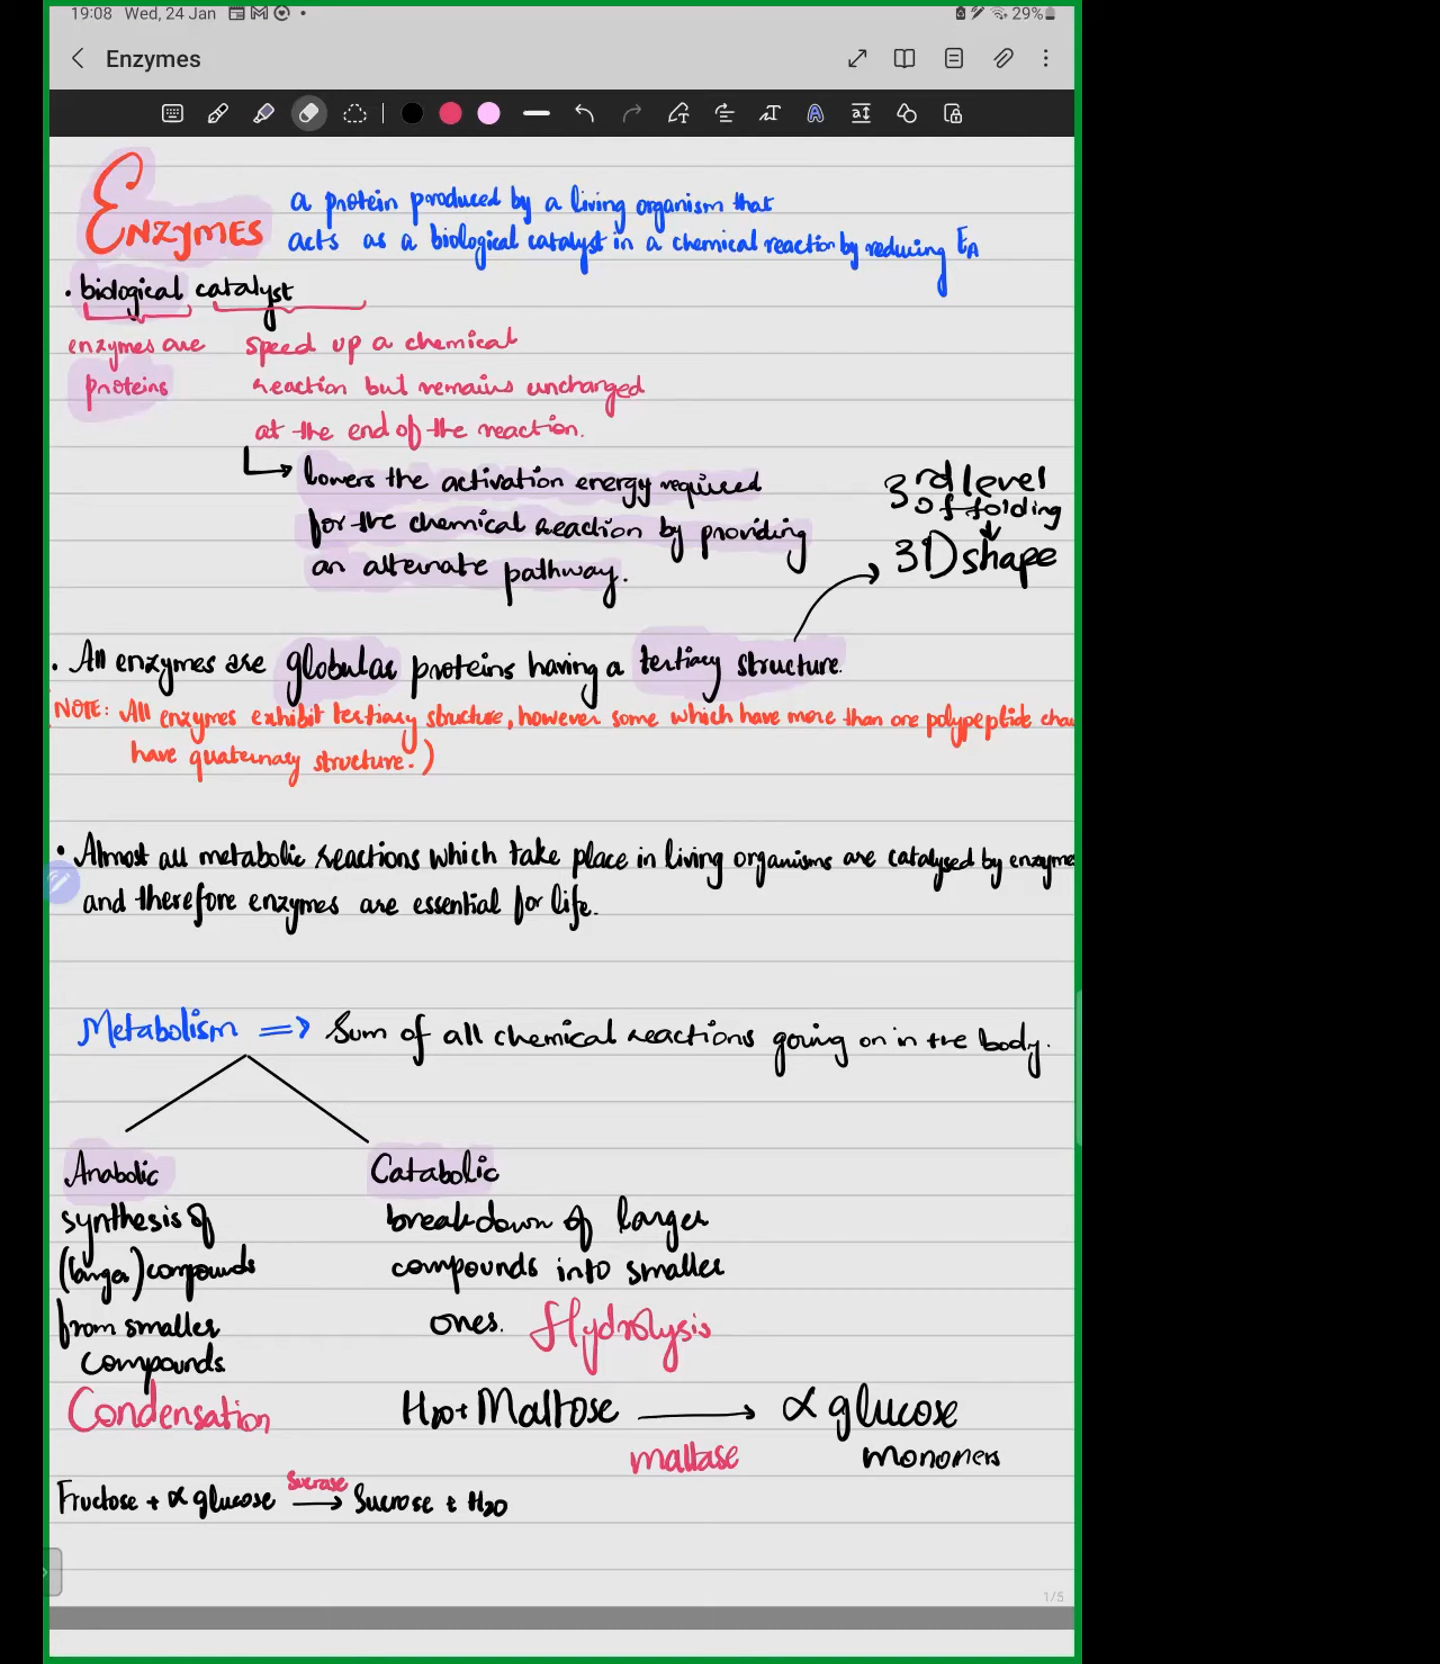 19:08 Wed, 24 Jan
29%
Enzymes
ENZYMES
a protein produced by a living organism that
acts as a biological catalyst in a chemical reaction by reducing EA
• biological catalyst
enzymes are
proteins
speed up a chemical
reaction but remains unchanged
at the end of the reaction.
lowers the activation energy required
for the chemical reaction by providing
an alternate pathway.
3rd level
of folding
3D shape
• All enzymes are globular proteins having a tertiary structure.
NOTE: All enzymes exhibit tertiary structure, however some which have more than one polypeptide chai
have quaternary structure.)
• Almost all metabolic reactions which take place in living organisms are catalysed by enzyme
and therefore enzymes are essential for life.
Metabolism => Sum of all chemical reactions going on in the body.
Anabolic
synthesis of
(larger) compounds
from smaller
compounds
Condensation
Catabolic
breakdown of larger
compounds into smaller
ones. Hydrolysis
H2O + Maltose → α glucose
maltase
monomers
Fructose + α glucose → Sucrose + H2O
Sucrase
1/5